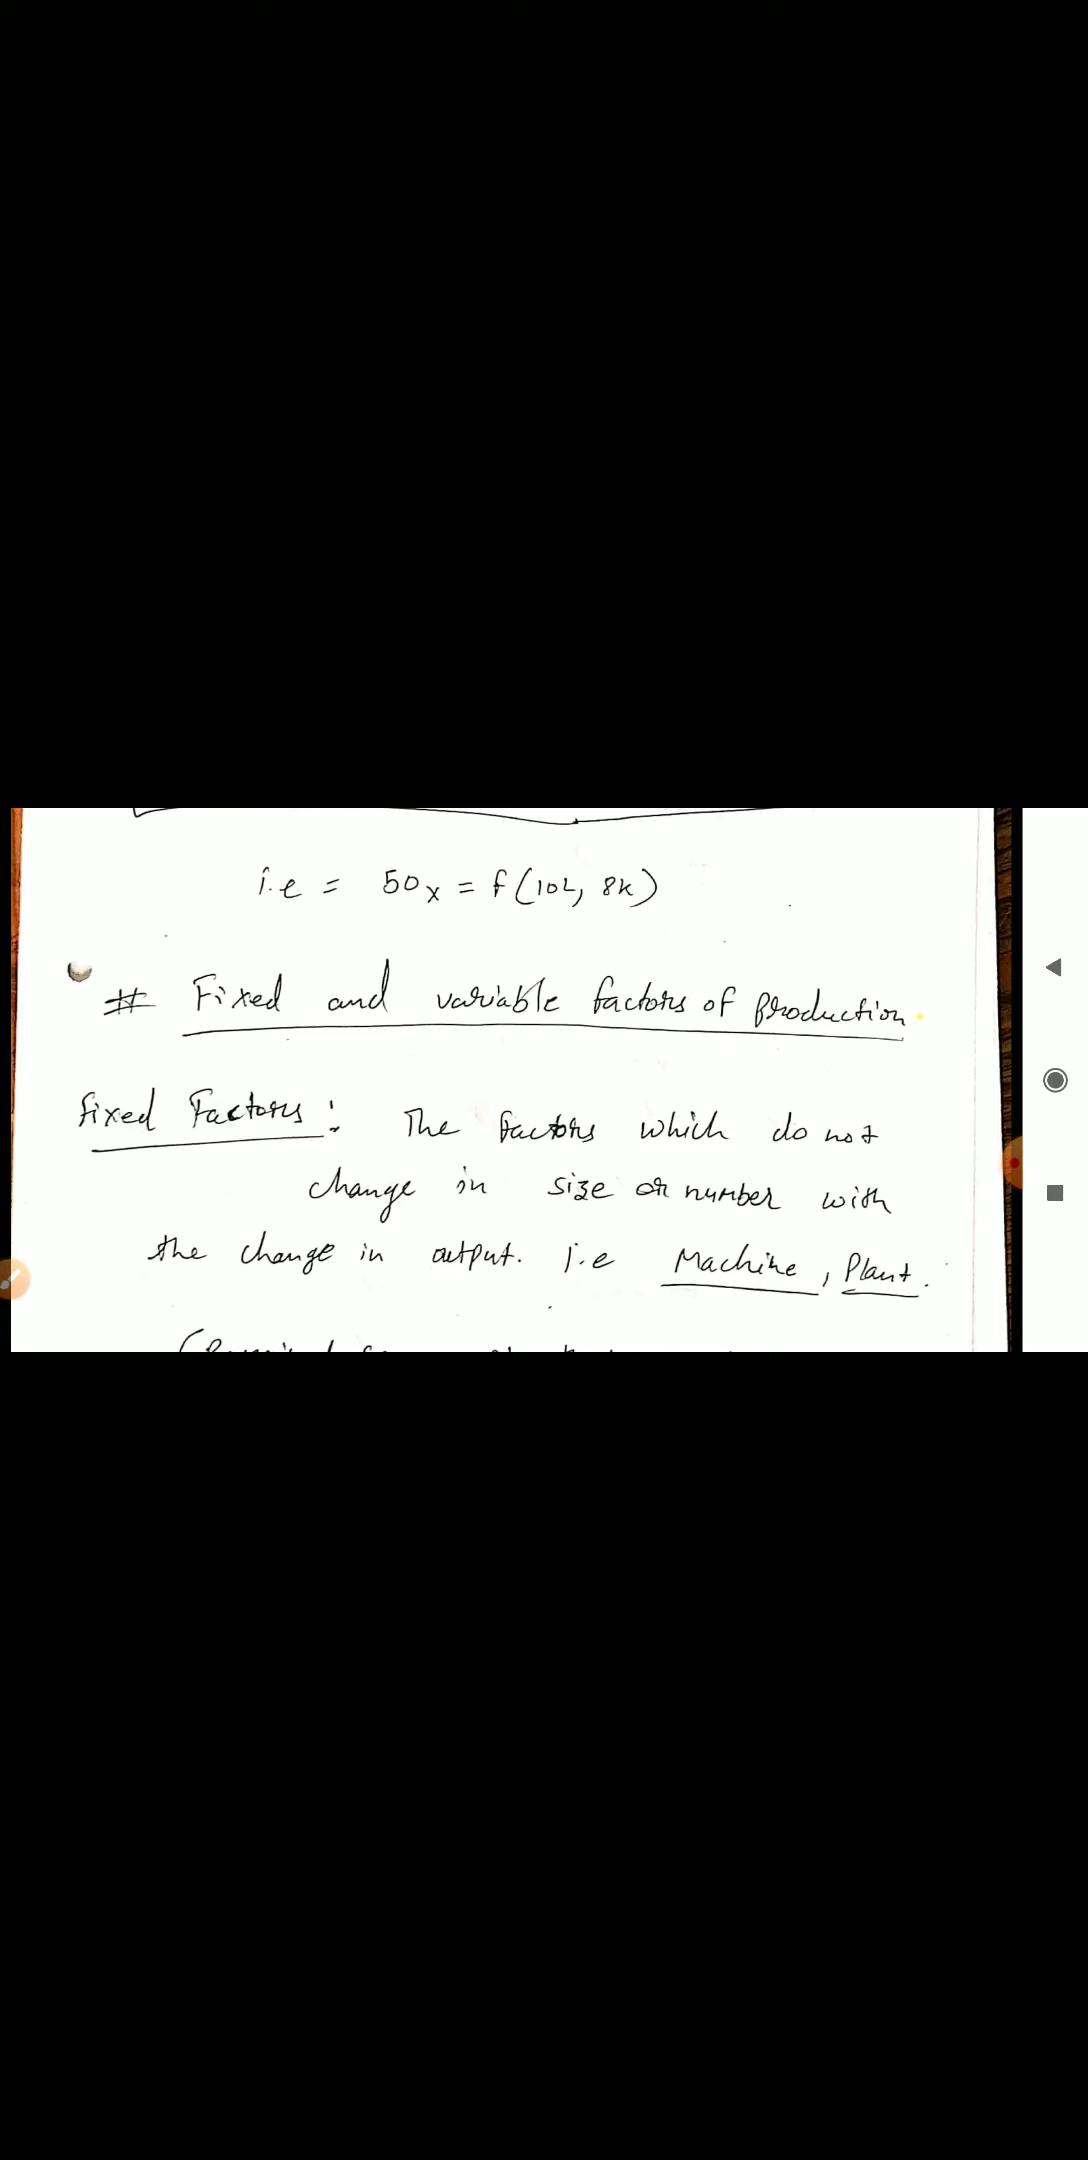 i.e = 50x = f(10L, 8K)
# Fixed and variable factors of production.
Fixed Factors : The factors which do not
change in size or number with
the change in output. i.e Machine, Plant.